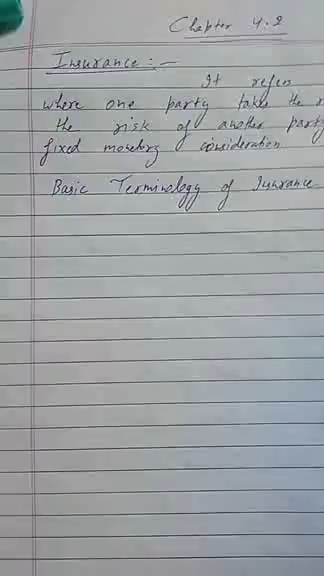 Chapter 4.2
Insurance :-
It refers
where one party takes the
the risk of another party
fixed monetory consideration
Basic Terminology of Insurance